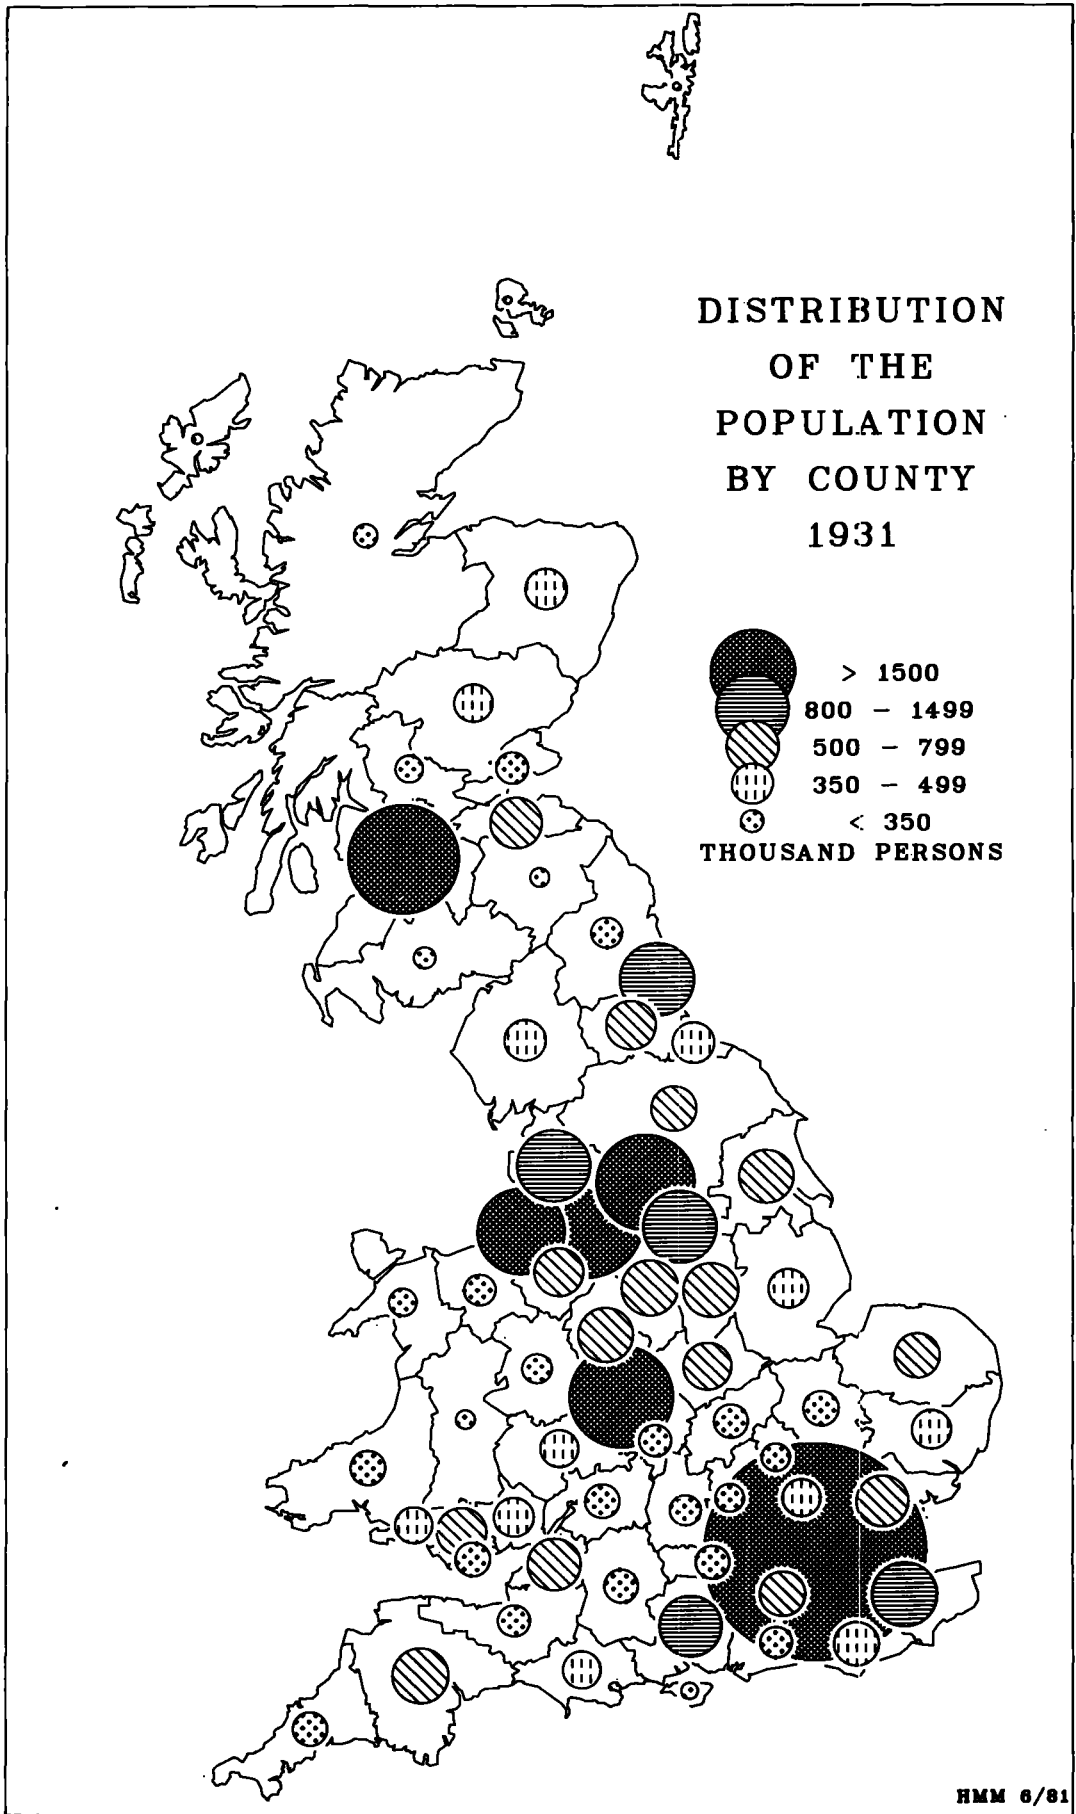 DISTRIBUTION
OF THE
POPULATION
BY COUNTY
1931
> 1500
800 - 1499
500 - 799
350 - 499
< 350
THOUSAND PERSONS
HMM 6/81